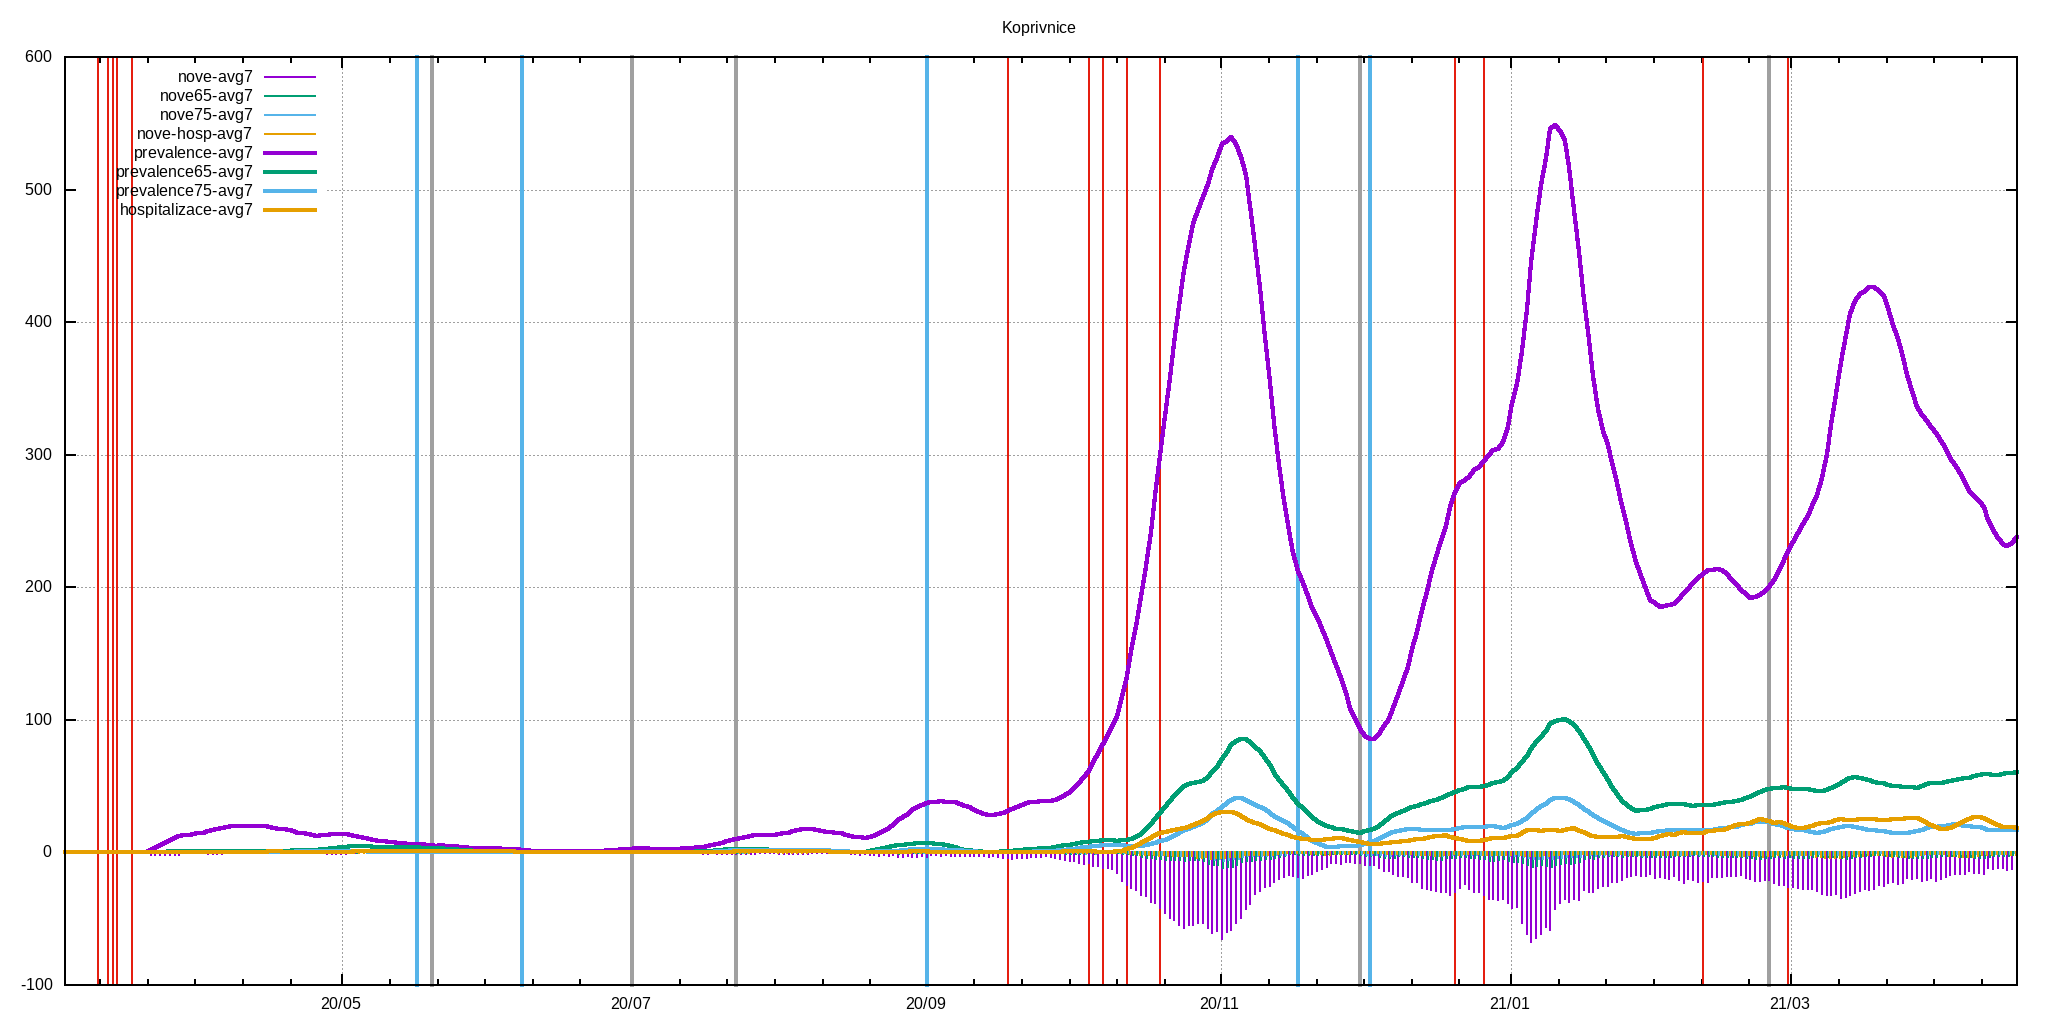 Koprivnice
600
500
400
300
200
100
0
-100
nove-avg7
nove65-avg7
nove75-avg7
nove-hosp-avg7
prevalence-avg7
prevalence65-avg7
prevalence75-avg7
hospitalizace-avg7
20/05 20/07 20/09 20/11 21/01 21/03